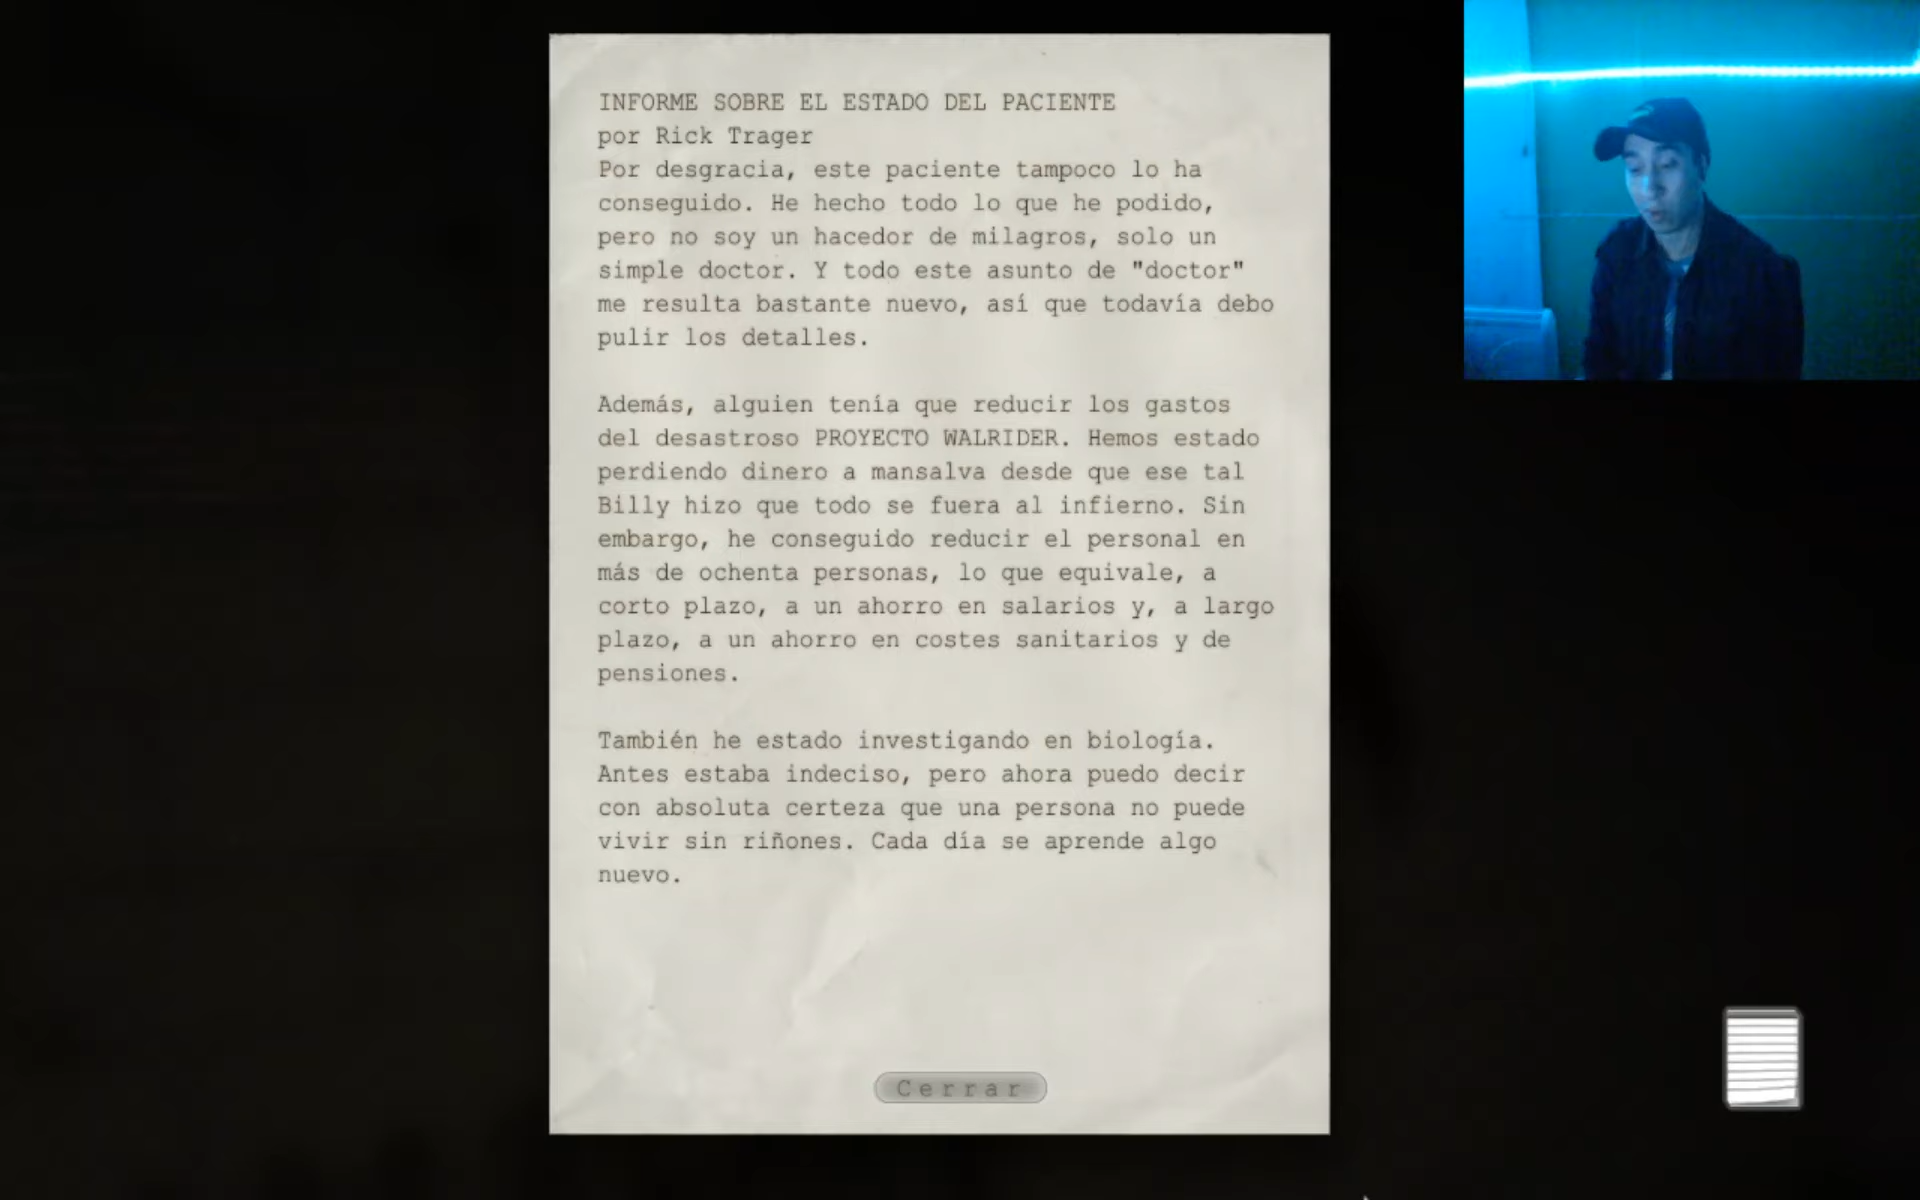 INFORME SOBRE EL ESTADO DEL PACIENTE
por Rick Trager
Por desgracia, este paciente tampoco lo ha
conseguido. He hecho todo lo que he podido,
pero no soy un hacedor de milagros, solo un
simple doctor. Y todo este asunto de "doctor"
me resulta bastante nuevo, así que todavía debo
pulir los detalles.
Además, alguien tenía que reducir los gastos
del desastroso PROYECTO WALRIDER. Hemos estado
perdiendo dinero a mansalva desde que ese tal
Billy hizo que todo se fuera al infierno. Sin
embargo, he conseguido reducir el personal en
más de ochenta personas, lo que equivale, a
corto plazo, a un ahorro en salarios y, a largo
plazo, a un ahorro en costes sanitarios y de
pensiones.
También he estado investigando en biología.
Antes estaba indeciso, pero ahora puedo decir
con absoluta certeza que una persona no puede
vivir sin riñones. Cada día se aprende algo
nuevo.
Cerrar